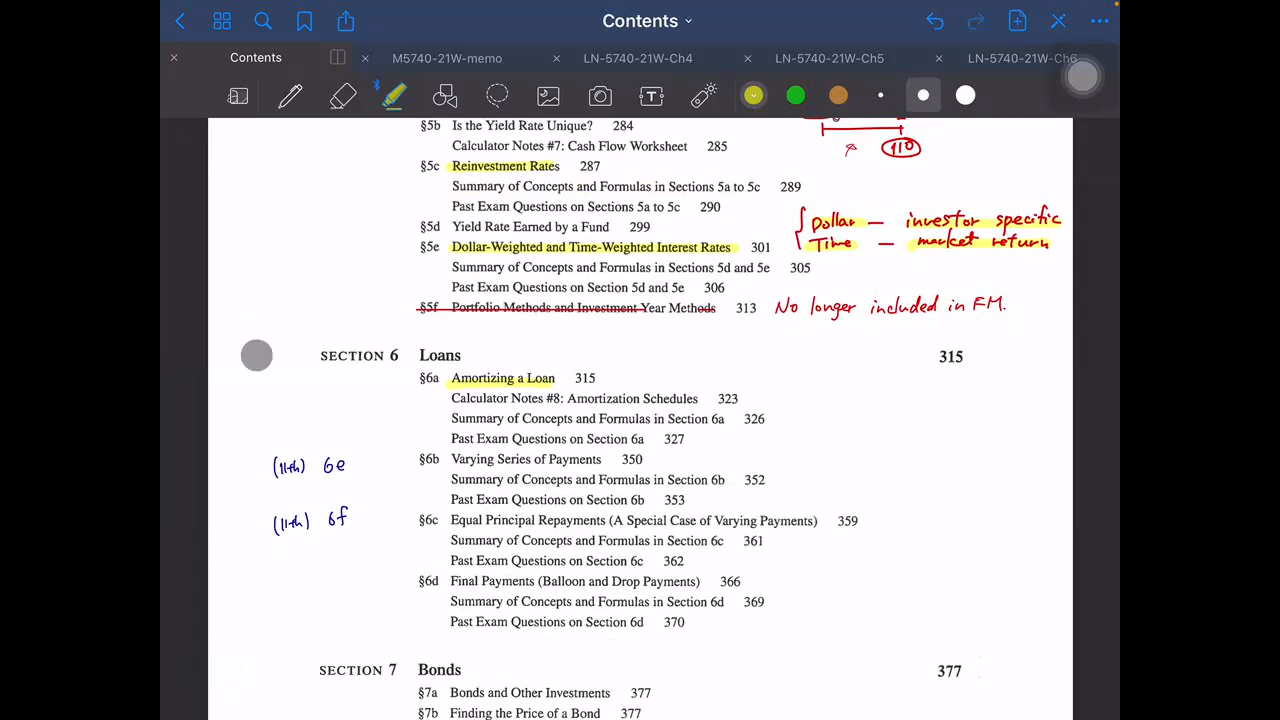 Contents
Contents
M5740-21W-memo
LN-5740-21W-Ch4
LN-5740-21W-Ch5
LN-5740-21W-Ch6
§5b Is the Yield Rate Unique? 284
Calculator Notes #7: Cash Flow Worksheet 285
110
§5c Reinvestment Rates 287
Summary of Concepts and Formulas in Sections 5a to 5c 289
Past Exam Questions on Sections 5a to 5c 290
§5d Yield Rate Earned by a Fund 299
Dollar — investor specific
§5e Dollar-Weighted and Time-Weighted Interest Rates 301
Time — market return
Summary of Concepts and Formulas in Sections 5d and 5e 305
Past Exam Questions on Sections 5d and 5e 306
§5f Portfolio Methods and Investment Year Methods 313 No longer included in FM.
SECTION 6 Loans 315
§6a Amortizing a Loan 315
Calculator Notes #8: Amortization Schedules 323
Summary of Concepts and Formulas in Section 6a 326
Past Exam Questions on Section 6a 327
(11th) 6e §6b Varying Series of Payments 350
Summary of Concepts and Formulas in Section 6b 352
Past Exam Questions on Section 6b 353
(11th) 6f §6c Equal Principal Repayments (A Special Case of Varying Payments) 359
Summary of Concepts and Formulas in Section 6c 361
Past Exam Questions on Section 6c 362
§6d Final Payments (Balloon and Drop Payments) 366
Summary of Concepts and Formulas in Section 6d 369
Past Exam Questions on Section 6d 370
SECTION 7 Bonds 377
§7a Bonds and Other Investments 377
§7b Finding the Price of a Bond 377